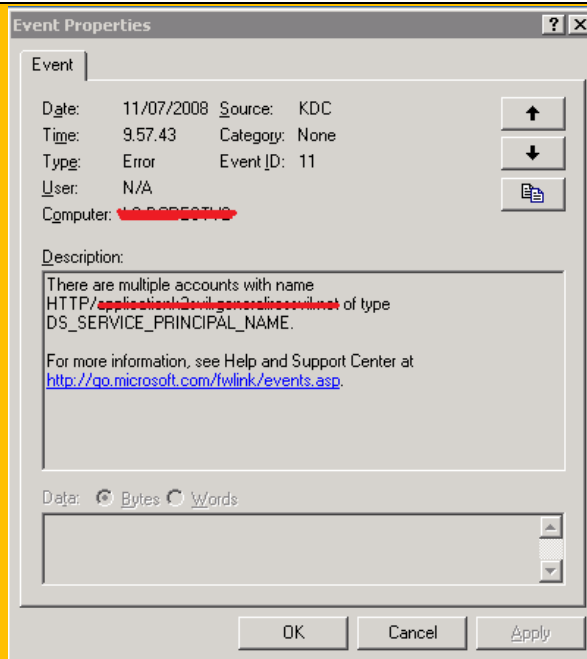 Event Properties
Event
Date: 11/07/2008 Source: KDC
Time: 9.57.43 Category: None
Type: Error Event ID: 11
User: N/A
Computer:
Description:
There are multiple accounts with name
HTTP/ of type
DS_SERVICE_PRINCIPAL_NAME.
For more information, see Help and Support Center at
http://go.microsoft.com/fwlink/events.asp.
Data: Bytes Words
OK Cancel Apply